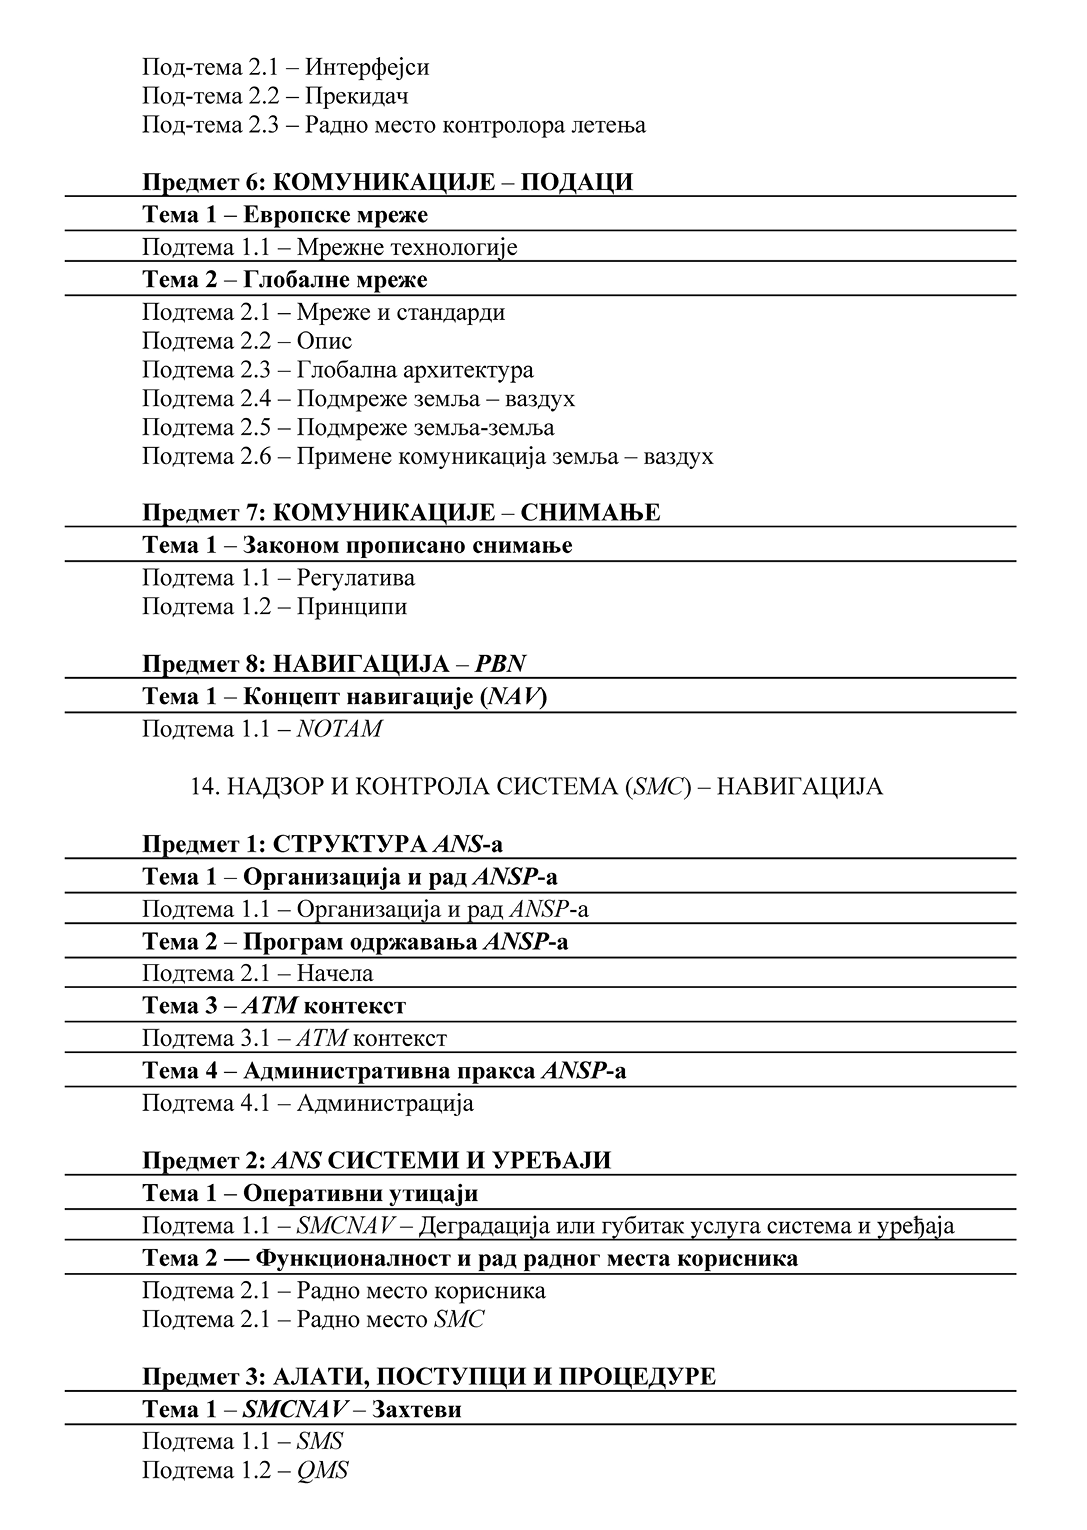 Под-тема 2.1 – Интерфејси
Под-тема 2.2 – Прекидач
Под-тема 2.3 – Радно место контролора летења
Предмет 6: КОМУНИКАЦИЈЕ – ПОДАЦИ
Тема 1 – Европске мреже
Подтема 1.1 – Мрежне технологије
Тема 2 – Глобалне мреже
Подтема 2.1 – Мреже и стандарди
Подтема 2.2 – Опис
Подтема 2.3 – Глобална архитектура
Подтема 2.4 – Подмреже земља – ваздух
Подтема 2.5 – Подмреже земља-земља
Подтема 2.6 – Примене комуникација земља – ваздух
Предмет 7: КОМУНИКАЦИЈЕ – СНИМАЊЕ
Тема 1 – Законом прописано снимање
Подтема 1.1 – Регулатива
Подтема 1.2 – Принципи
Предмет 8: НАВИГАЦИЈА – PBN
Тема 1 – Концепт навигације (NAV)
Подтема 1.1 – NOTAM
14. НАДЗОР И КОНТРОЛА СИСТЕМА (SMC) – НАВИГАЦИЈА
Предмет 1: СТРУКТУРА ANS-а
Тема 1 – Организација и рад ANSP-а
Подтема 1.1 – Организација и рад ANSP-а
Тема 2 – Програм одржавања ANSP-а
Подтема 2.1 – Начела
Тема 3 – ATM контекст
Подтема 3.1 – ATM контекст
Тема 4 – Административна пракса ANSP-а
Подтема 4.1 – Администрација
Предмет 2: ANS СИСТЕМИ И УРЕЂАЈИ
Тема 1 – Оперативни утицаји
Подтема 1.1 – SMCNAV – Деградација или губитак услуга система и уређаја
Тема 2 — Функционалност и рад радног места корисника
Подтема 2.1 – Радно место корисника
Подтема 2.1 – Радно место SMC
Предмет 3: АЛАТИ, ПОСТУПЦИ И ПРОЦЕДУРЕ
Тема 1 – SMCNAV – Захтеви
Подтема 1.1 – SMS
Подтема 1.2 – QMS